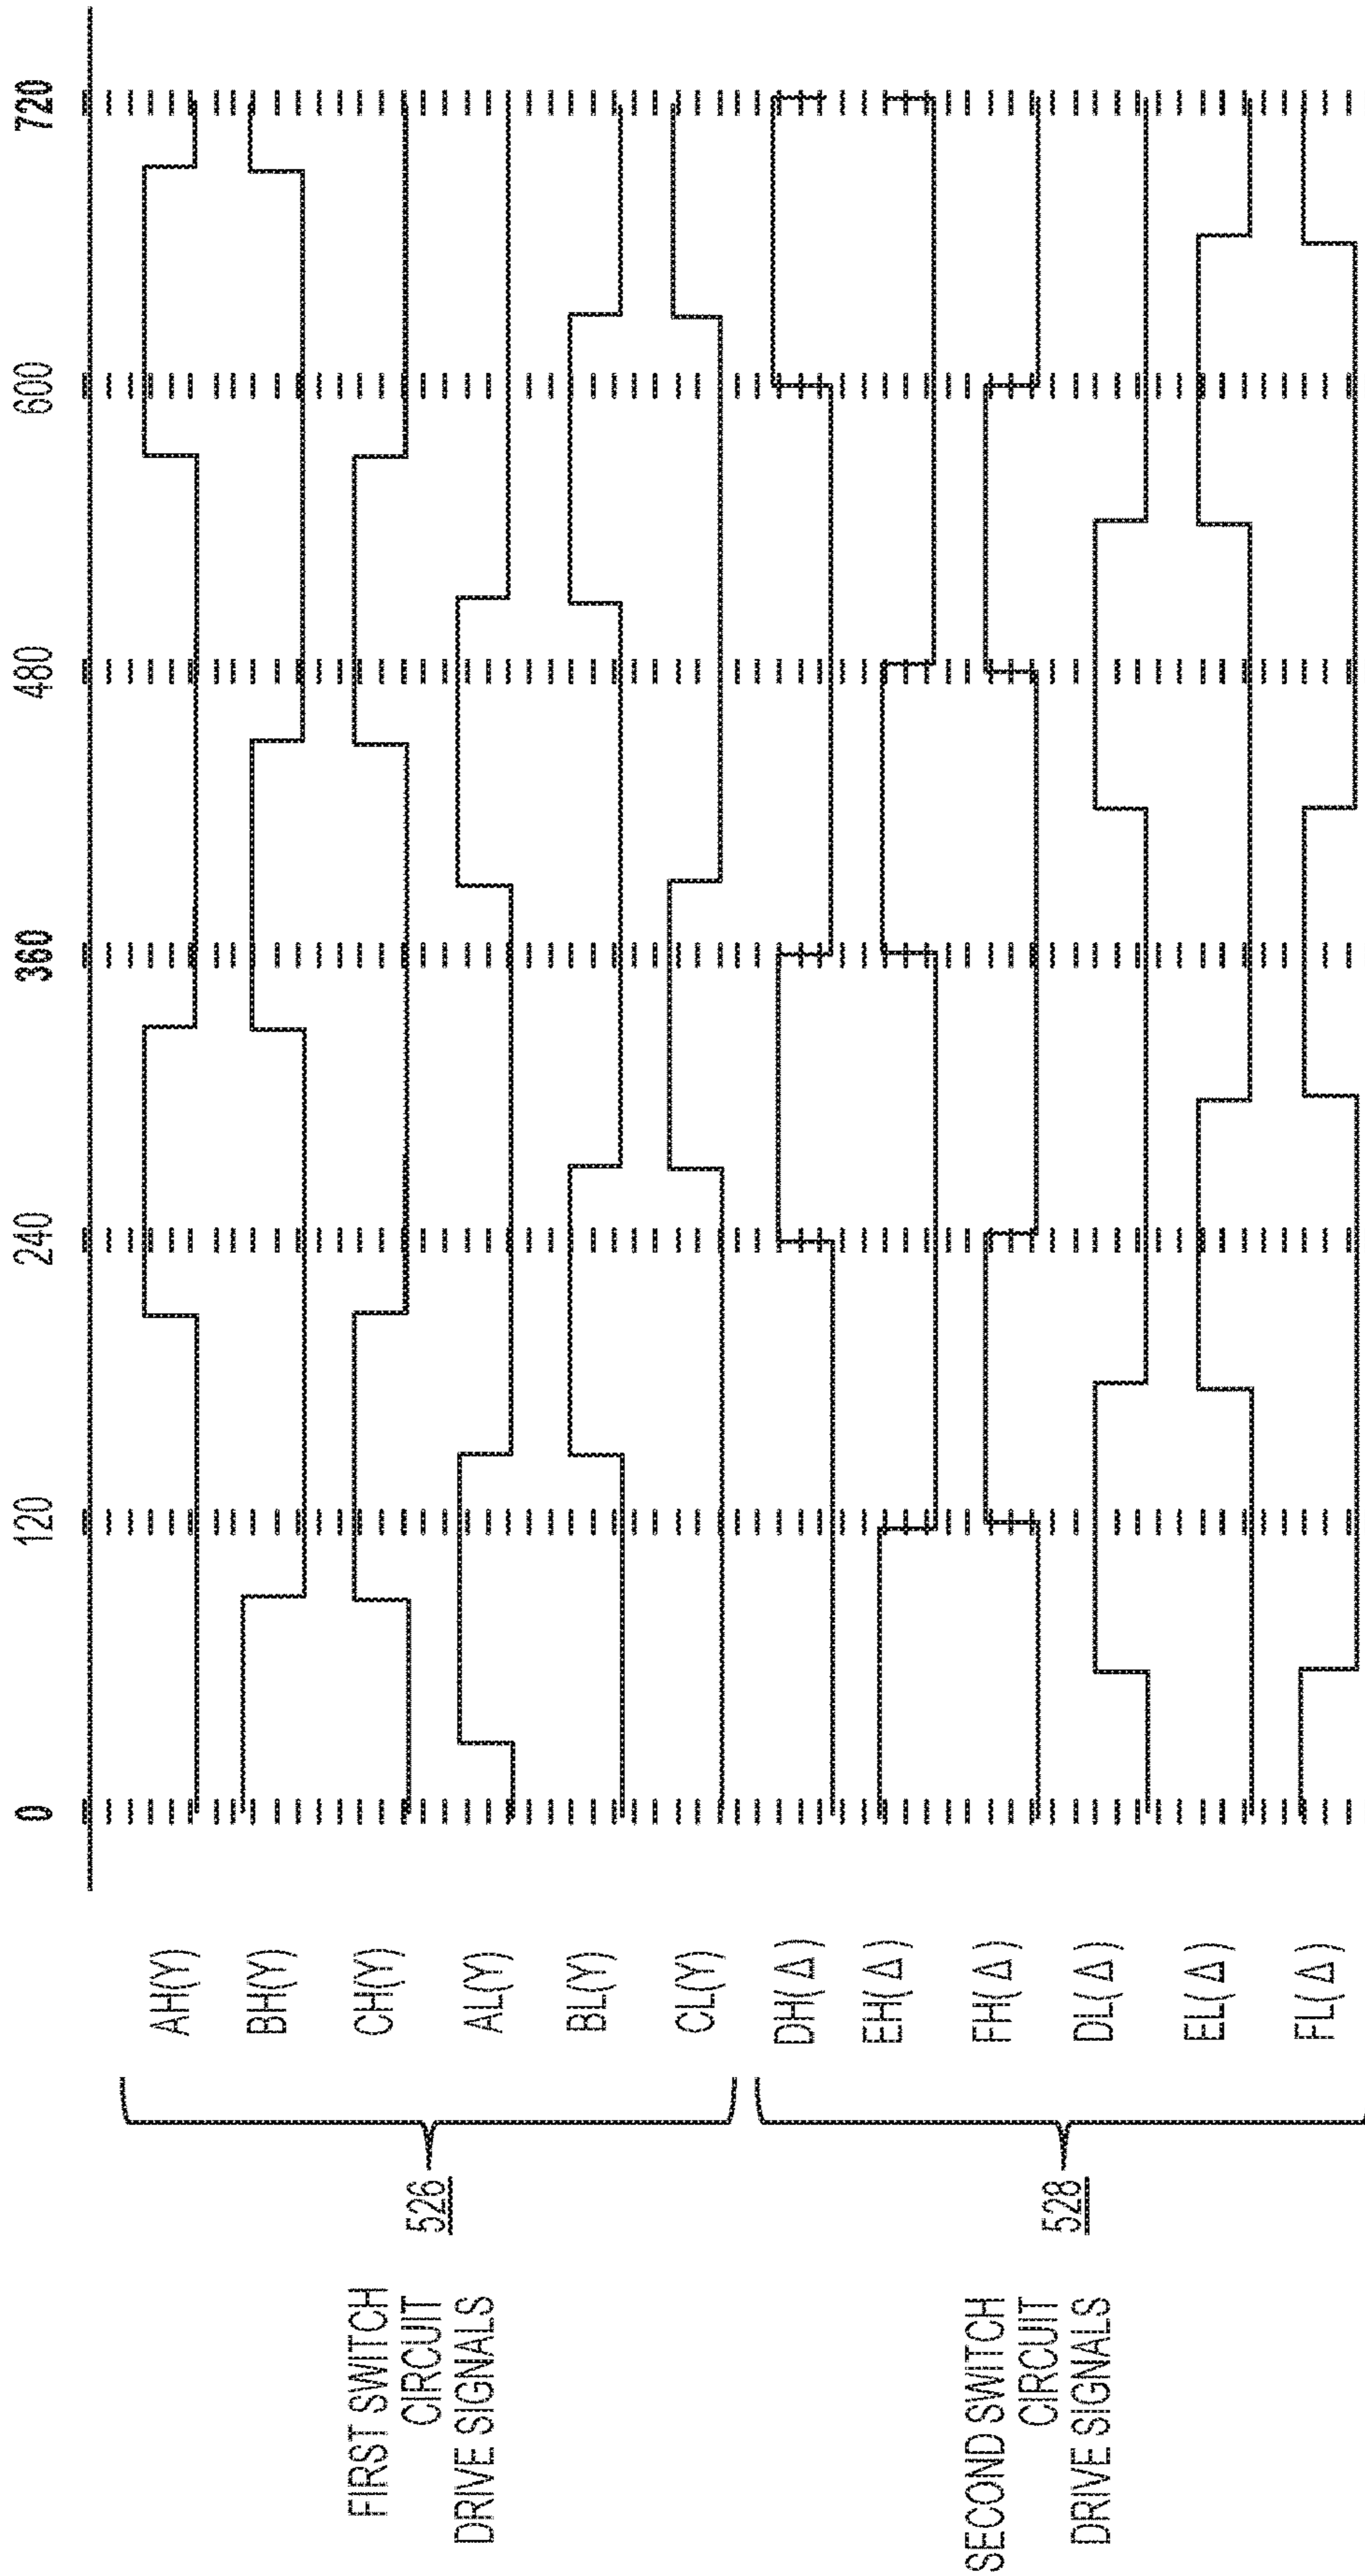 0 120 240 360 480 600 720
AH(Y)
BH(Y)
CH(Y)
AL(Y)
BL(Y)
CL(Y)
DH(Δ)
EH(Δ)
FH(Δ)
DL(Δ)
EL(Δ)
FL(Δ)
526
FIRST SWITCH
CIRCUIT
DRIVE SIGNALS
528
SECOND SWITCH
CIRCUIT
DRIVE SIGNALS